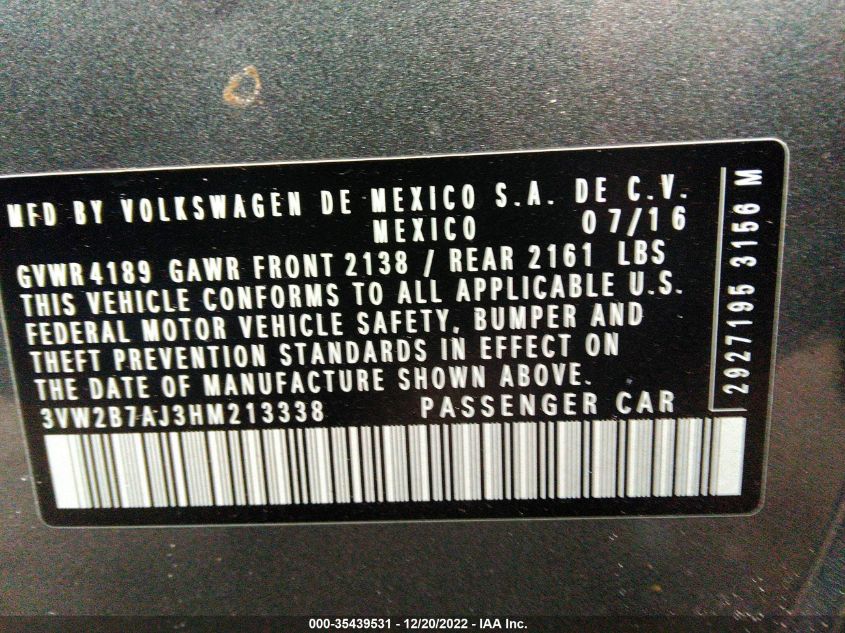 MFD BY VOLKSWAGEN DE MEXICO S.A. DE C.V.
MEXICO 07/16
GVWR 4189 GAWR FRONT 2138 / REAR 2161 LBS
THIS VEHICLE CONFORMS TO ALL APPLICABLE U.S.
FEDERAL MOTOR VEHICLE SAFETY, BUMPER AND
THEFT PREVENTION STANDARDS IN EFFECT ON
THE DATE OF MANUFACTURE SHOWN ABOVE.
3VW2B7AJ3HM213338 PASSENGER CAR
2927195 3156 M
000-35439531 - 12/20/2022 - IAA Inc.